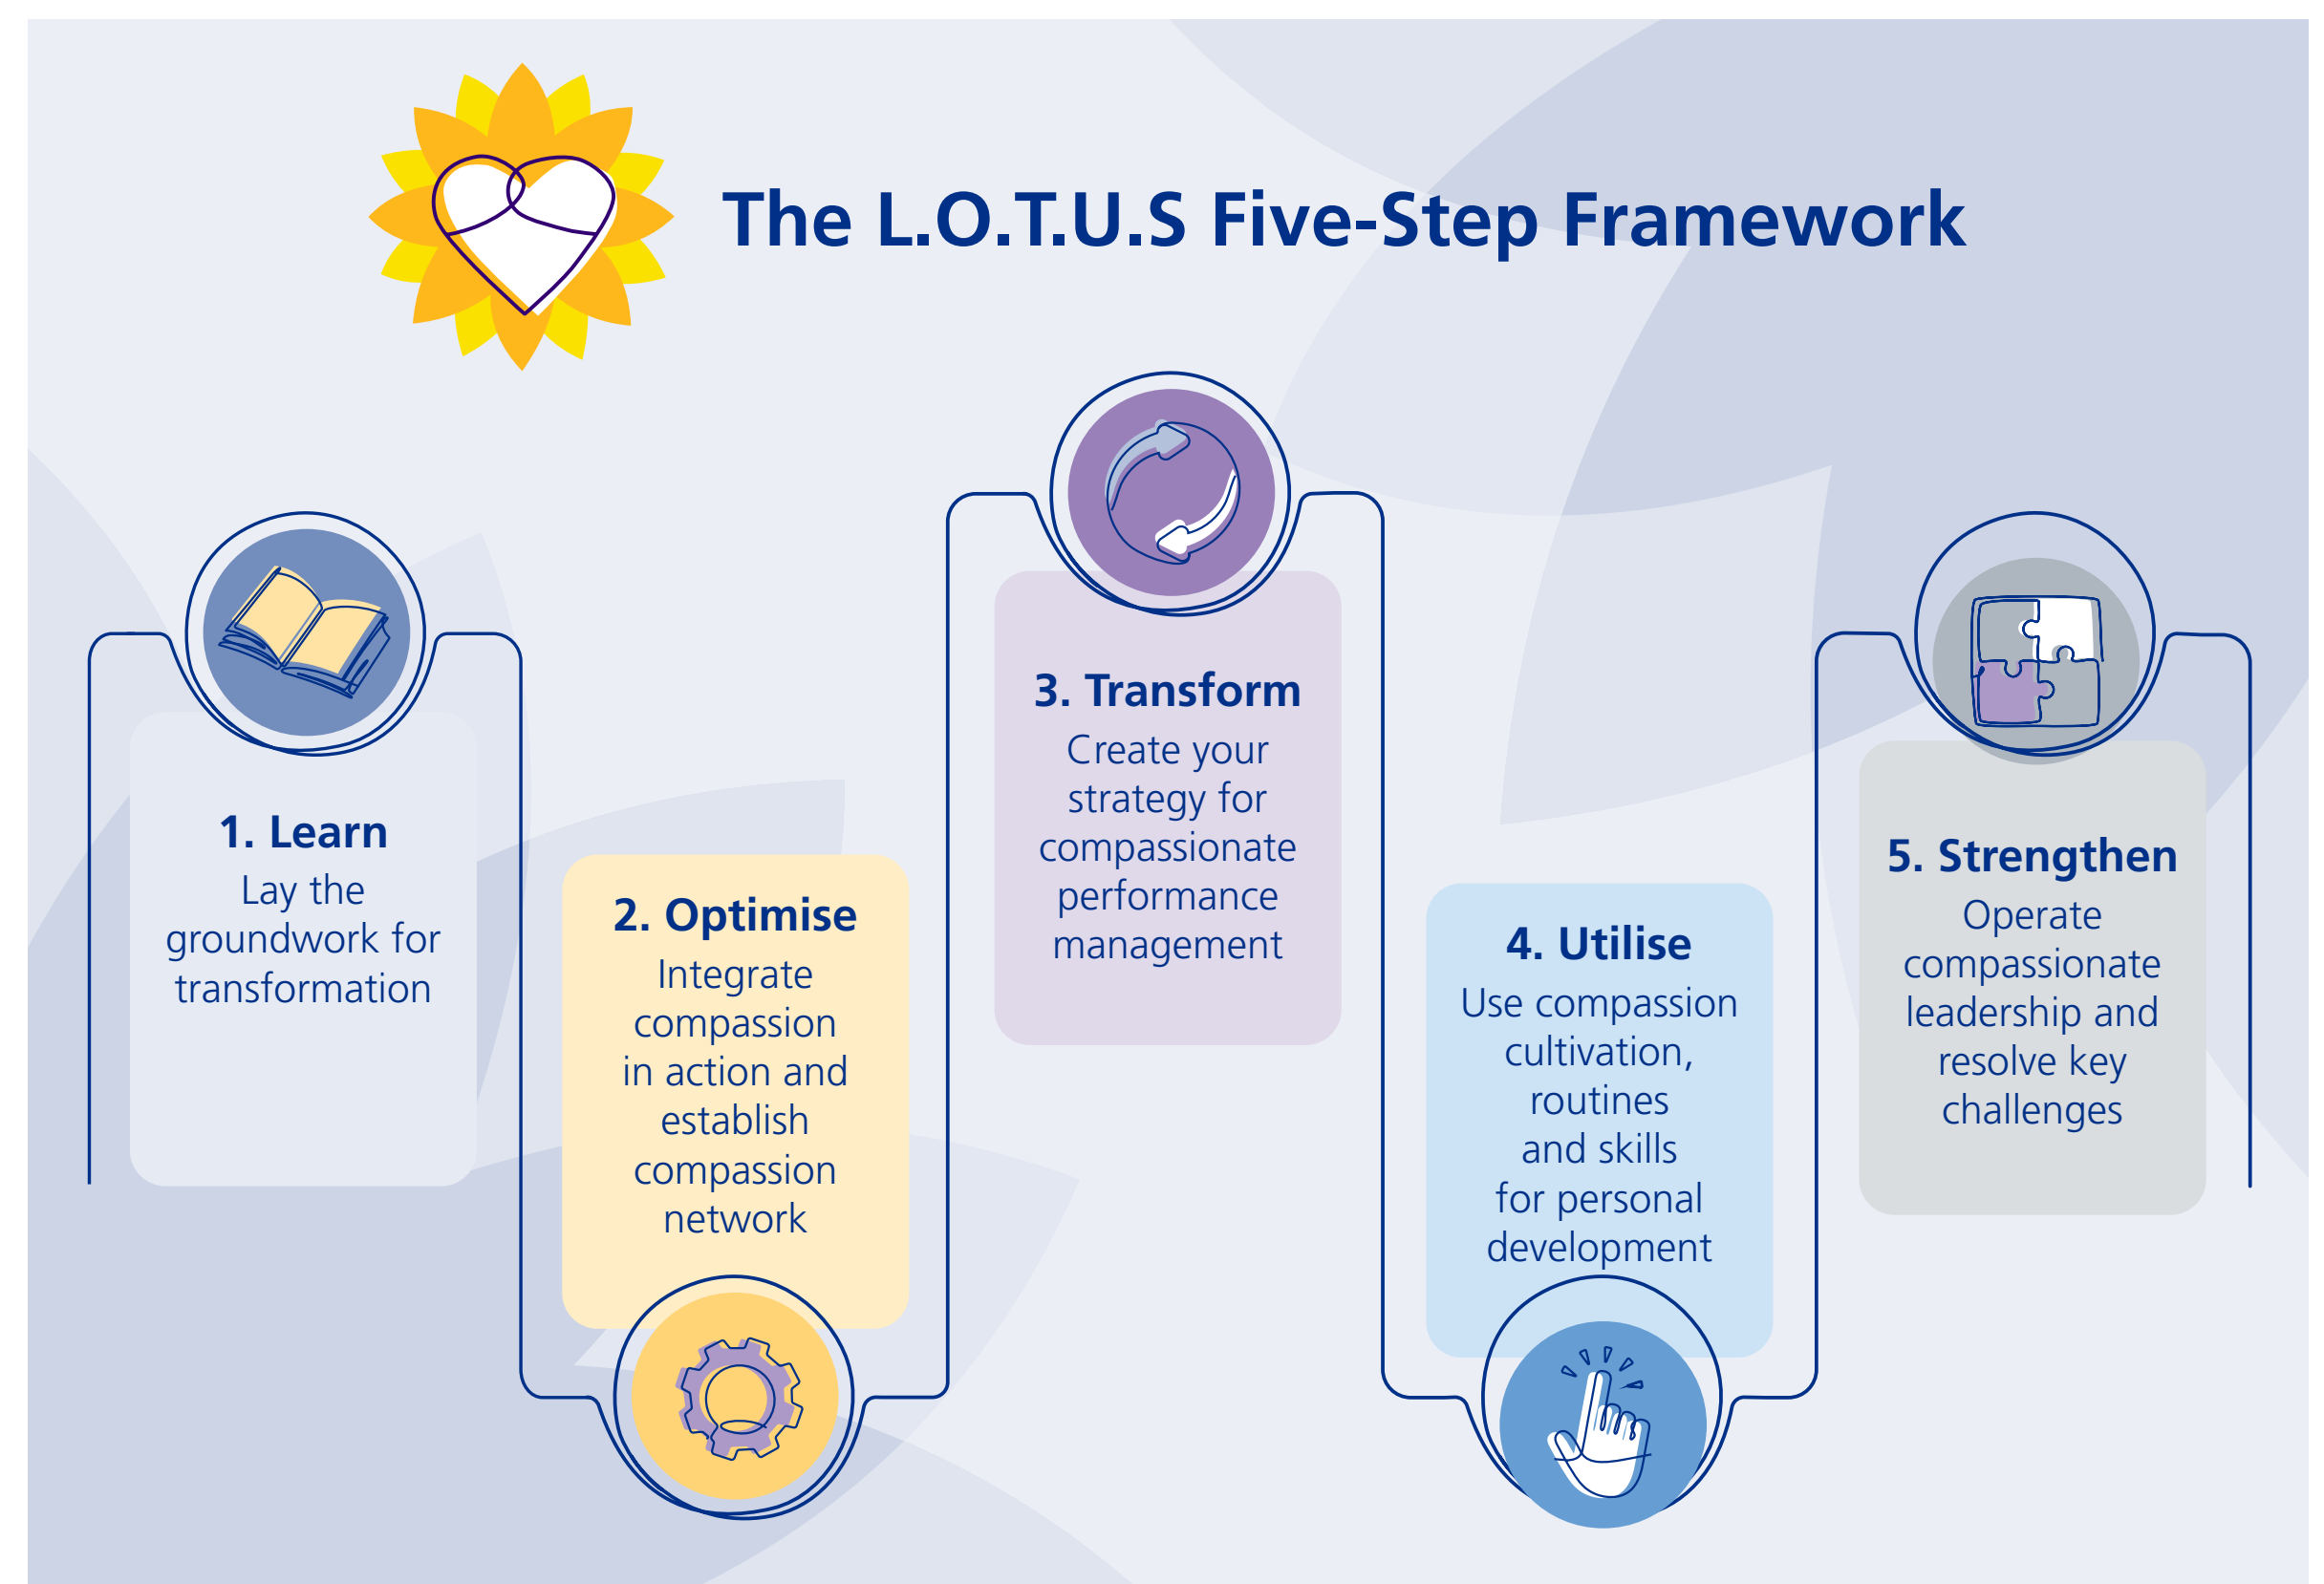 The L.O.T.U.S Five-Step Framework
1. Learn
Lay the
groundwork for
transformation
2. Optimise
Integrate
compassion
in action and
establish
compassion
network
3. Transform
Create your
strategy for
compassionate
performance
management
4. Utilise
Use compassion
cultivation,
routines
and skills
for personal
development
5. Strengthen
Operate
compassionate
leadership and
resolve key
challenges